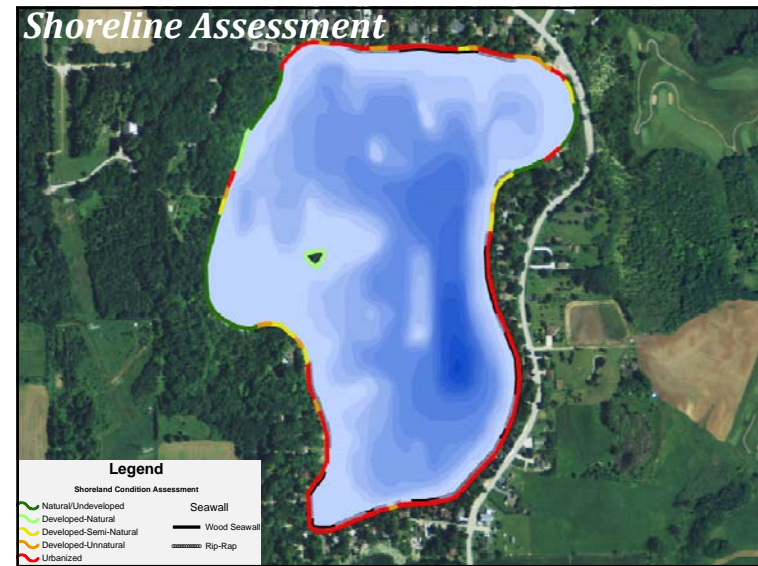 Shoreline Assessment
Legend
Shoreland Condition Assessment
Natural/Undeveloped
Developed-Natural
Developed-Semi-Natural
Developed-Unnatural
Urbanized
Seawall
Wood Seawall
Rip-Rap